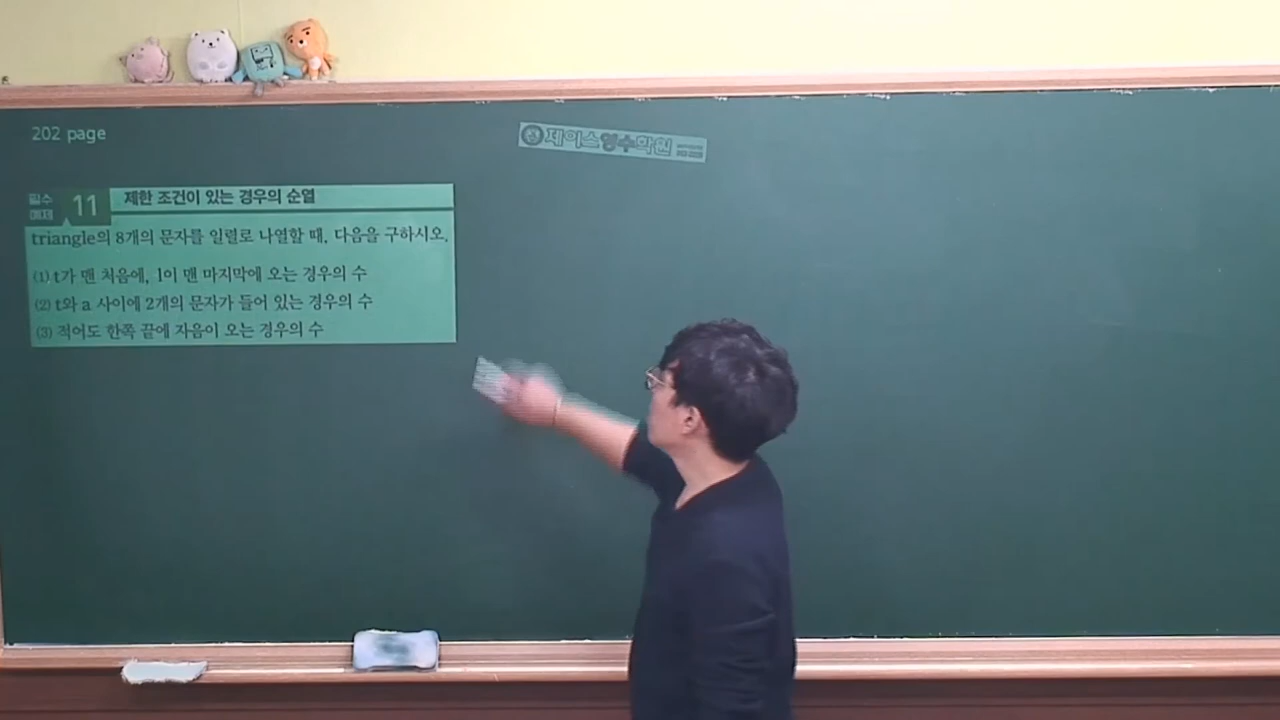 202 page
제이스영수학원
필수 예제 11 제한 조건이 있는 경우의 순열
triangle의 8개의 문자를 일렬로 나열할 때, 다음을 구하시오.
(1) t가 맨 처음에, l이 맨 마지막에 오는 경우의 수
(2) t와 a 사이에 2개의 문자가 들어 있는 경우의 수
(3) 적어도 한쪽 끝에 자음이 오는 경우의 수